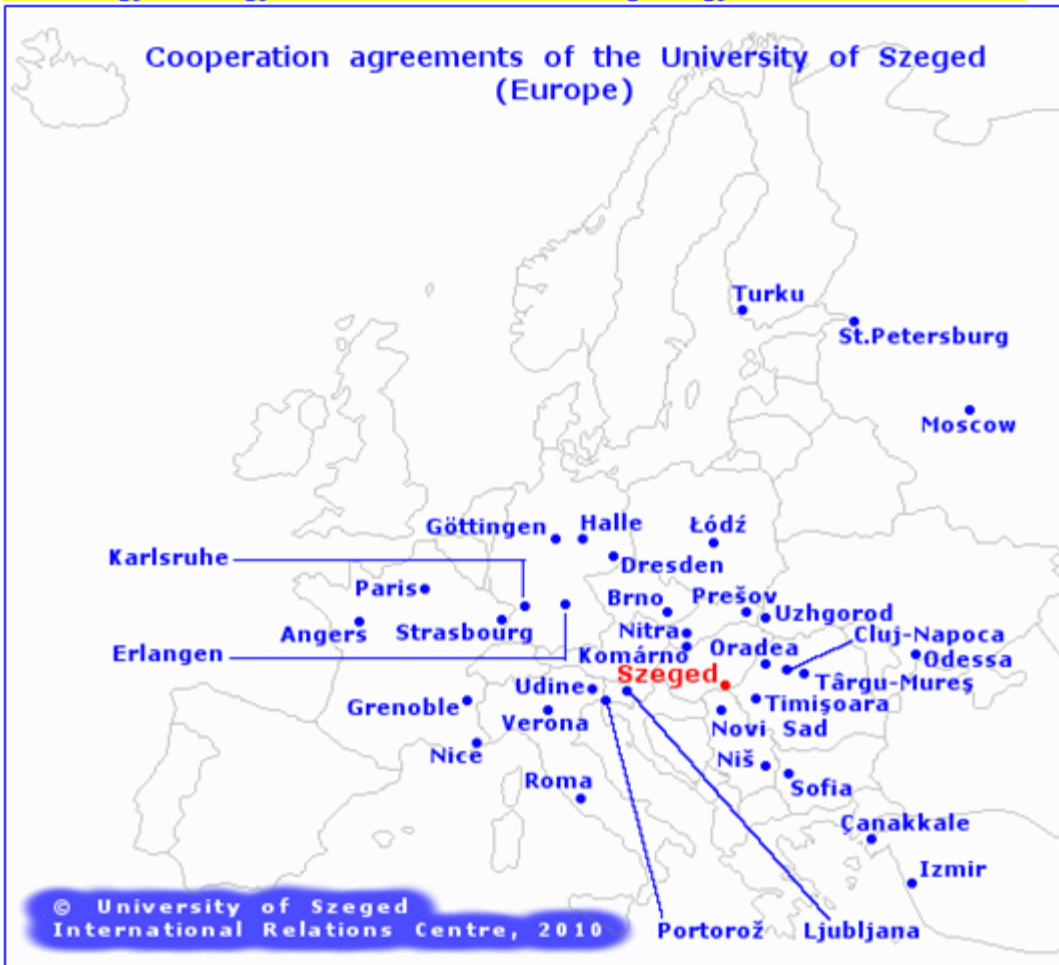 Cooperation agreements of the University of Szeged
(Europe)
Turku
St.Petersburg
Moscow
Göttingen
Halle
Łódź
Karlsruhe
Dresden
Paris
Brno
Prešov
Uzhgorod
Angers
Strasbourg
Nitra
Oradea
Cluj-Napoca
Erlangen
Komárno
Odessa
Szeged
Târgu-Mureş
Udine
Timişoara
Grenoble
Verona
Novi Sad
Nice
Niš
Roma
Sofia
Çanakkale
Izmir
© University of Szeged
International Relations Centre, 2010
Portorož
Ljubljana